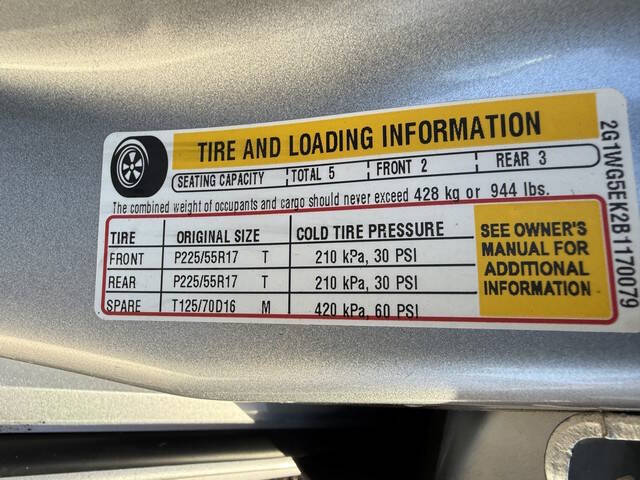 TIRE AND LOADING INFORMATION
SEATING CAPACITY TOTAL 5 FRONT 2 REAR 3
The combined weight of occupants and cargo should never exceed 428 kg or 944 lbs.
TIRE ORIGINAL SIZE COLD TIRE PRESSURE
FRONT P225/55R17 T 210 kPa, 30 PSI
REAR P225/55R17 T 210 kPa, 30 PSI
SPARE T125/70D16 M 420 kPa, 60 PSI
SEE OWNER'S
MANUAL FOR
ADDITIONAL
INFORMATION
2G1WG5EK2B1170079